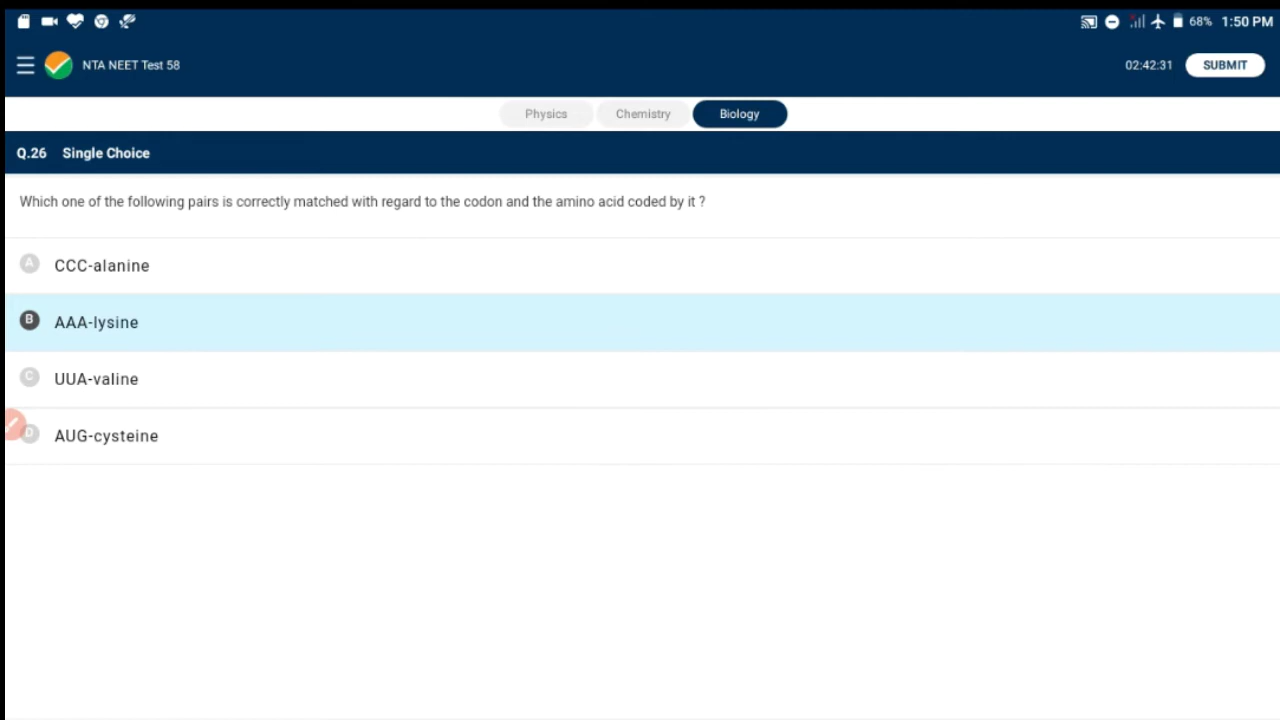 68% 1:50 PM
NTA NEET Test 58
02:42:31 SUBMIT
Physics Chemistry Biology
Q.26 Single Choice
Which one of the following pairs is correctly matched with regard to the codon and the amino acid coded by it ?
A CCC-alanine
B AAA-lysine
C UUA-valine
D AUG-cysteine